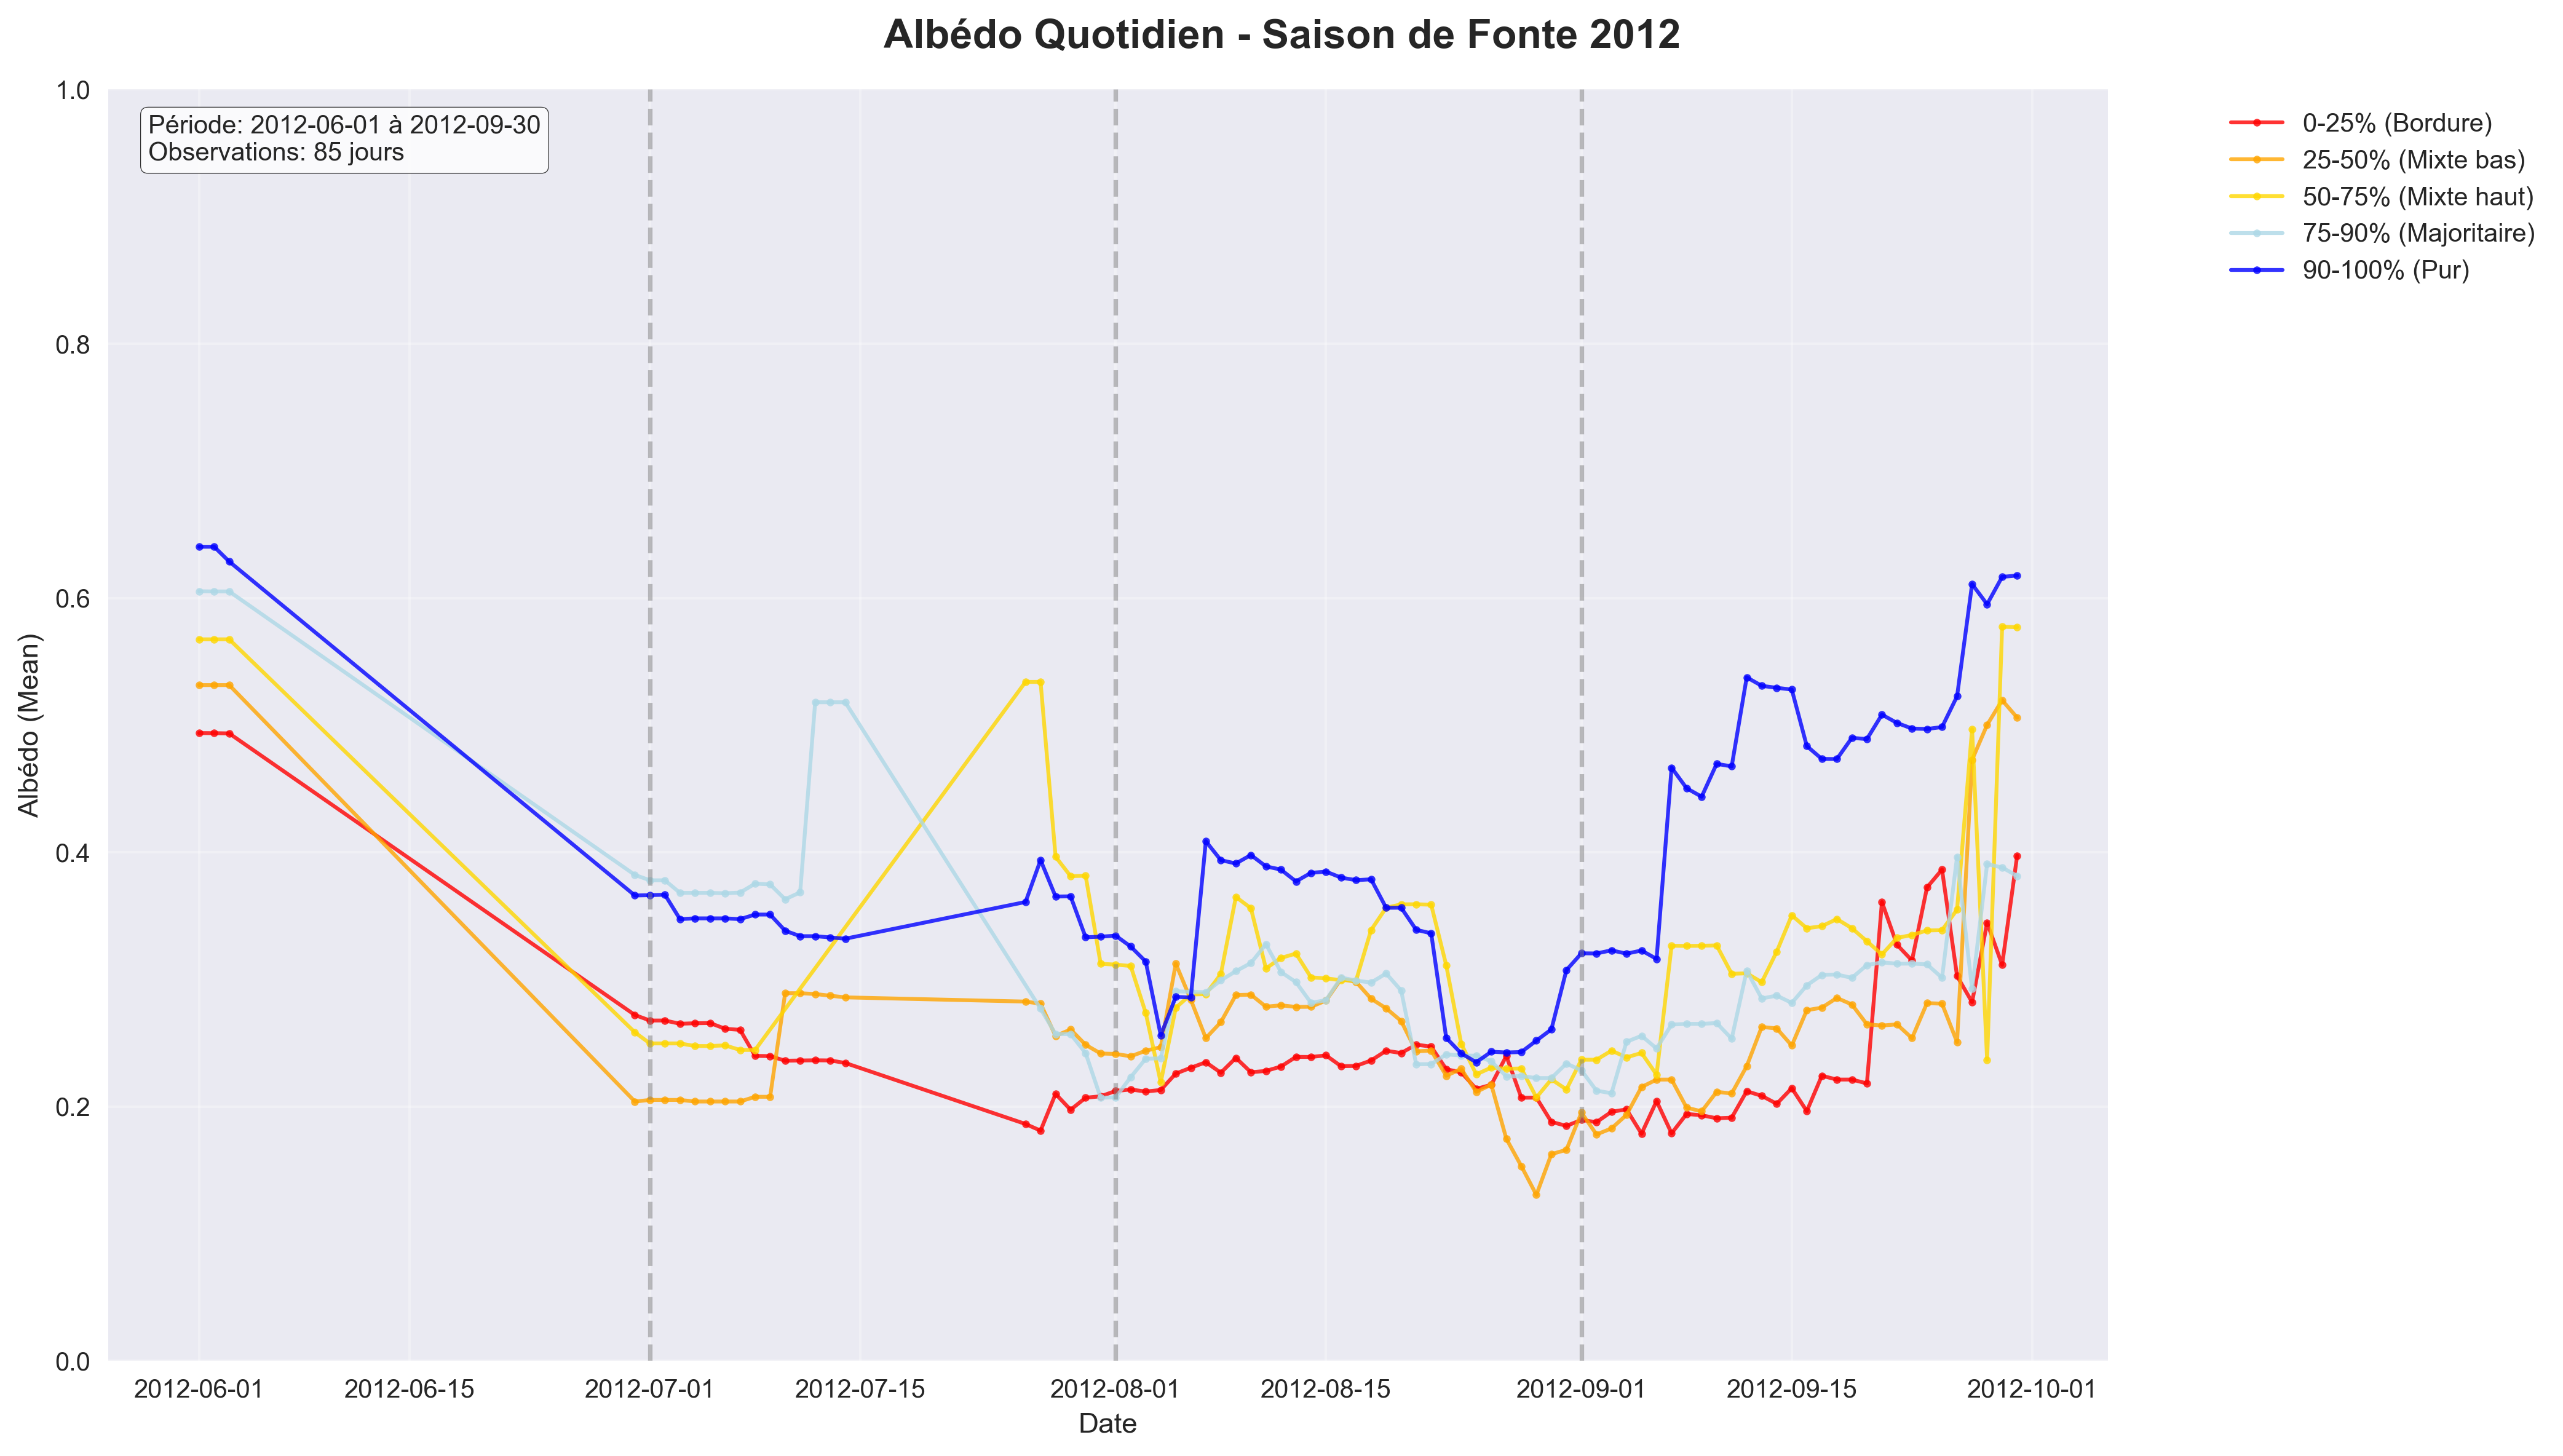 Albédo Quotidien - Saison de Fonte 2012
Période: 2012-06-01 à 2012-09-30
Observations: 85 jours
0-25% (Bordure)
25-50% (Mixte bas)
50-75% (Mixte haut)
75-90% (Majoritaire)
90-100% (Pur)
Albédo (Mean)
1.0
0.8
0.6
0.4
0.2
0.0
2012-06-01 2012-06-15 2012-07-01 2012-07-15 2012-08-01 2012-08-15 2012-09-01 2012-09-15 2012-10-01
Date